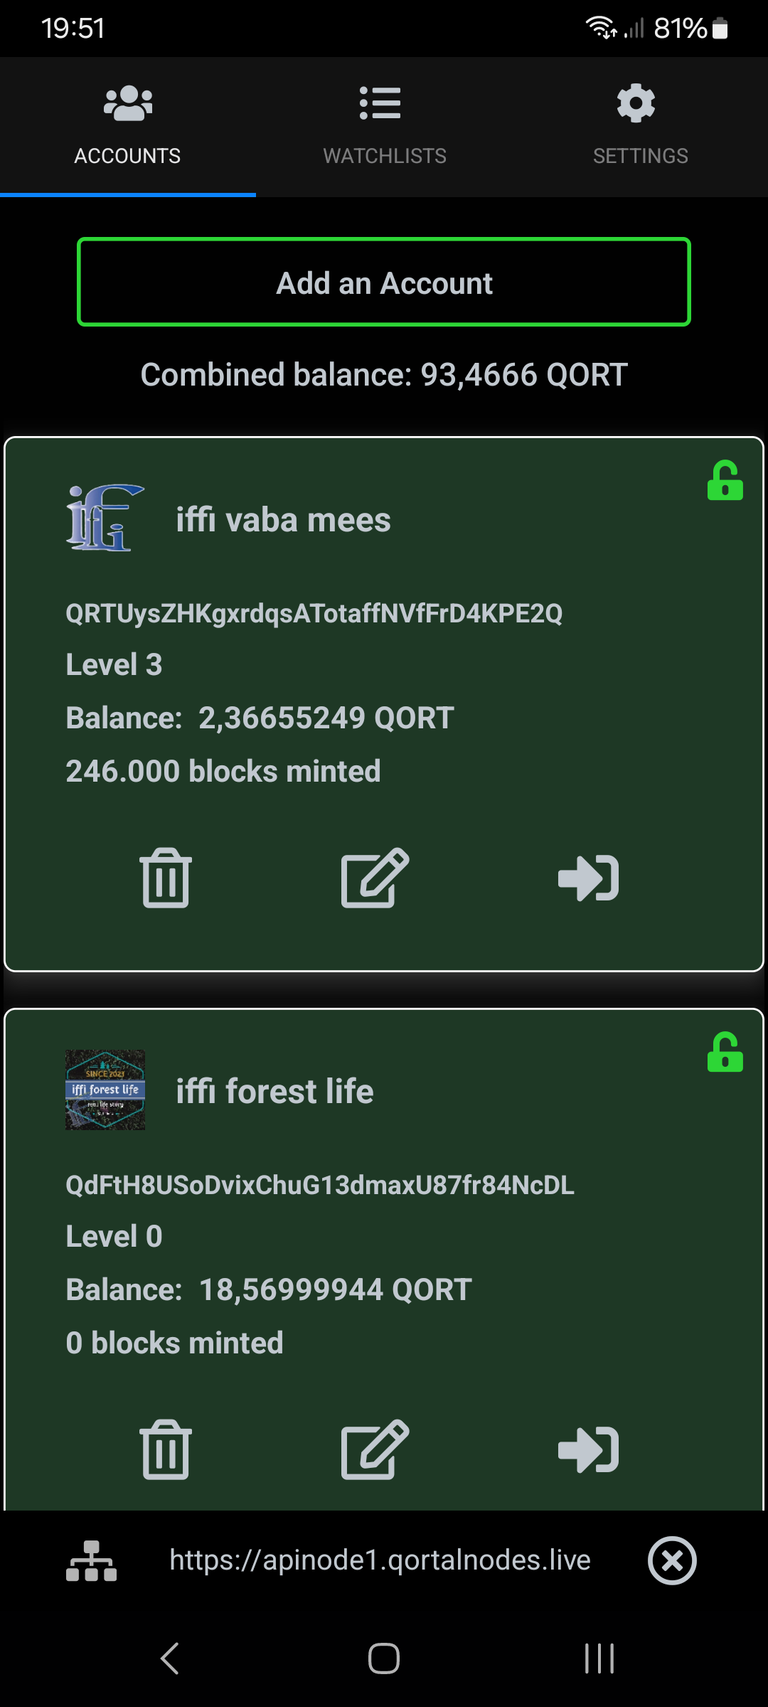 19:51
81%
ACCOUNTS
WATCHLISTS
SETTINGS
Add an Account
Combined balance: 93,4666 QORT
iffi
iffi vaba mees
QRTUysZHKgxrdqsATotaffNVfFrD4KPE2Q
Level 3
Balance: 2,36655249 QORT
246.000 blocks minted
SINCE 2021
iffi forest life
life story
iffi forest life
QdFtH8USoDvixChuG13dmaxU87fr84NcDL
Level 0
Balance: 18,56999944 QORT
0 blocks minted
https://apinode1.qortalnodes.live